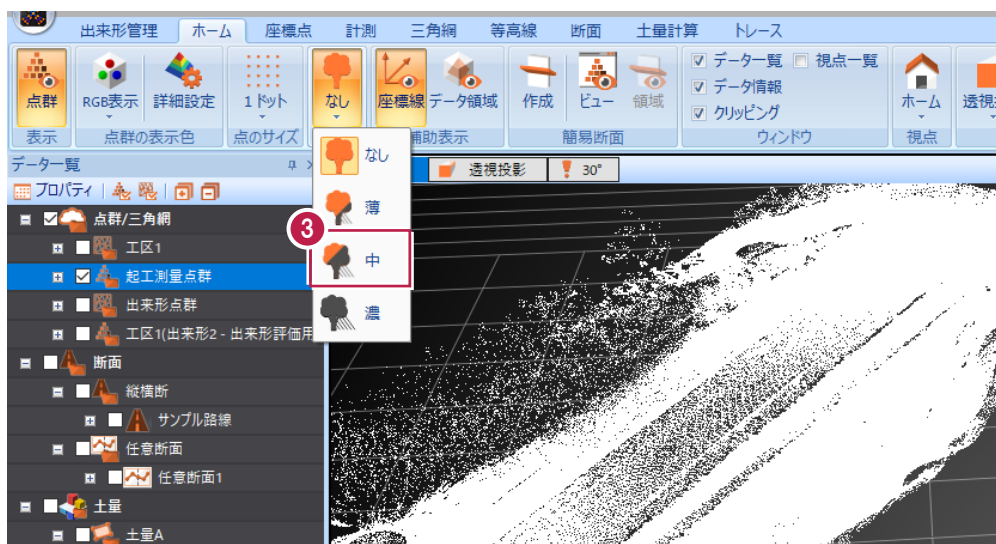 出来形管理 ホーム 座標点 計測 三角網 等高線 断面 土量計算 トレース
点群 RGB表示 詳細設定 1 ドット なし 座標線 データ領域 作成 ビュー 領域 ホーム
データ一覧 視点一覧
データ情報
クリッピング
表示 点群の表示色 点のサイズ 補助表示 簡易断面 ウィンドウ 視点
データ一覧
プロパティ
透視投影 30°
なし
薄
3
中
濃
点群/三角網
工区1
起工測量点群
出来形点群
工区1(出来形2 - 出来形評価用
断面
縦横断
サンプル路線
任意断面
任意断面1
土量
土量A